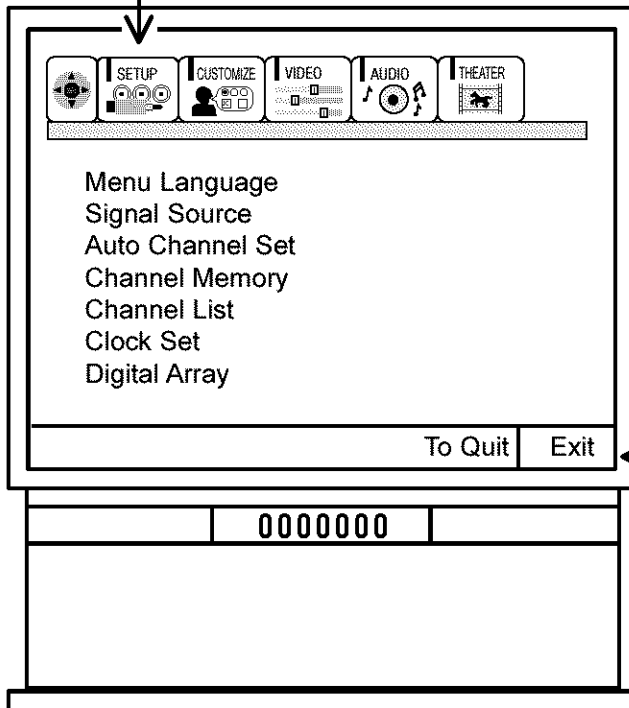 SETUP CUSTOMIZE VIDEO AUDIO THEATER
Menu Language
Signal Source
Auto Channel Set
Channel Memory
Channel List
Clock Set
Digital Array
To Quit Exit
0000000